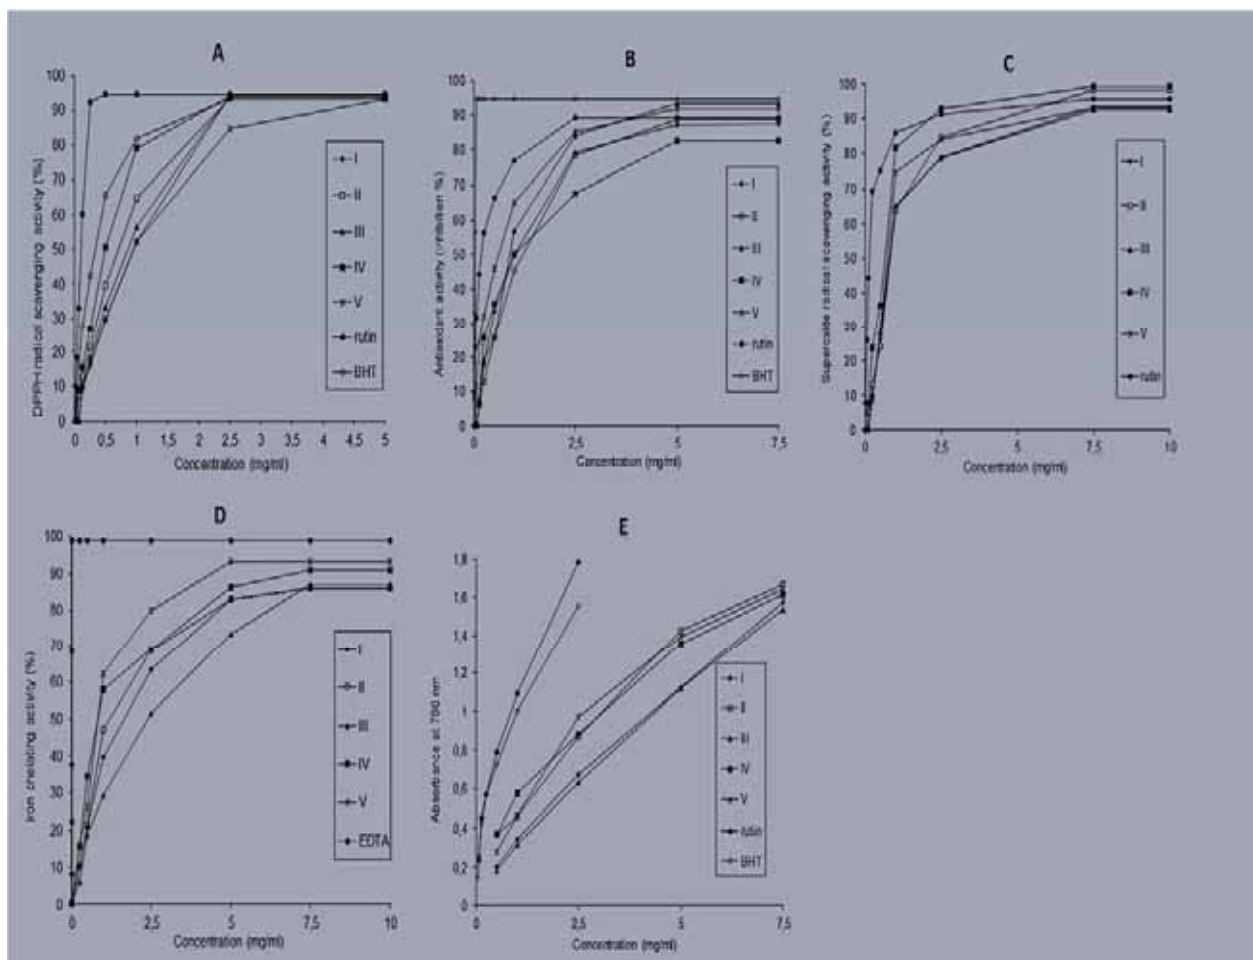 A
DPPH radical scavenging activity (%)
100
90
80
70
60
50
40
30
20
10
0
0 0,5 1 1,5 2 2,5 3 3,5 4 4,5 5
Concentration (mg/ml)
I
II
III
IV
V
rutin
BHT
B
Antioxidant activity (inhibition %)
100
90
80
70
60
50
40
30
20
10
0
0 2,5 5 7,5
Concentration (mg/ml)
I
II
III
IV
V
rutin
BHT
C
Superoxide radical scavenging activity (%)
100
90
80
70
60
50
40
30
20
10
0
0 2,5 5 7,5 10
Concentration (mg/ml)
I
II
III
IV
V
rutin
D
Iron chelating activity (%)
100
90
80
70
60
50
40
30
20
10
0
0 2,5 5 7,5 10
Concentration (mg/ml)
I
II
III
IV
V
EDTA
E
Absorbance at 700 nm
1,8
1,6
1,4
1,2
1
0,8
0,6
0,4
0,2
0
0 2,5 5 7,5
Concentration (mg/ml)
I
II
III
IV
V
rutin
BHT